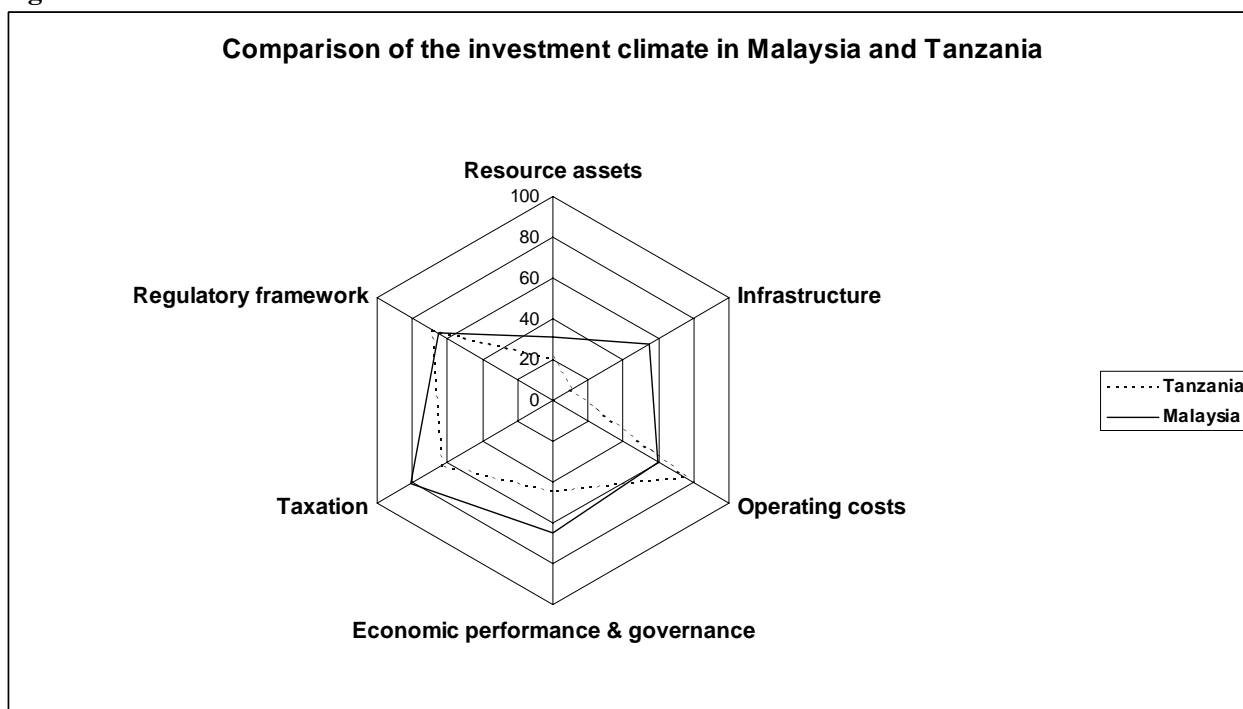 Comparison of the investment climate in Malaysia and Tanzania
Resource assets
100
80
60
40
20
0
Regulatory framework
Infrastructure
Taxation
Operating costs
Economic performance & governance
Tanzania
Malaysia